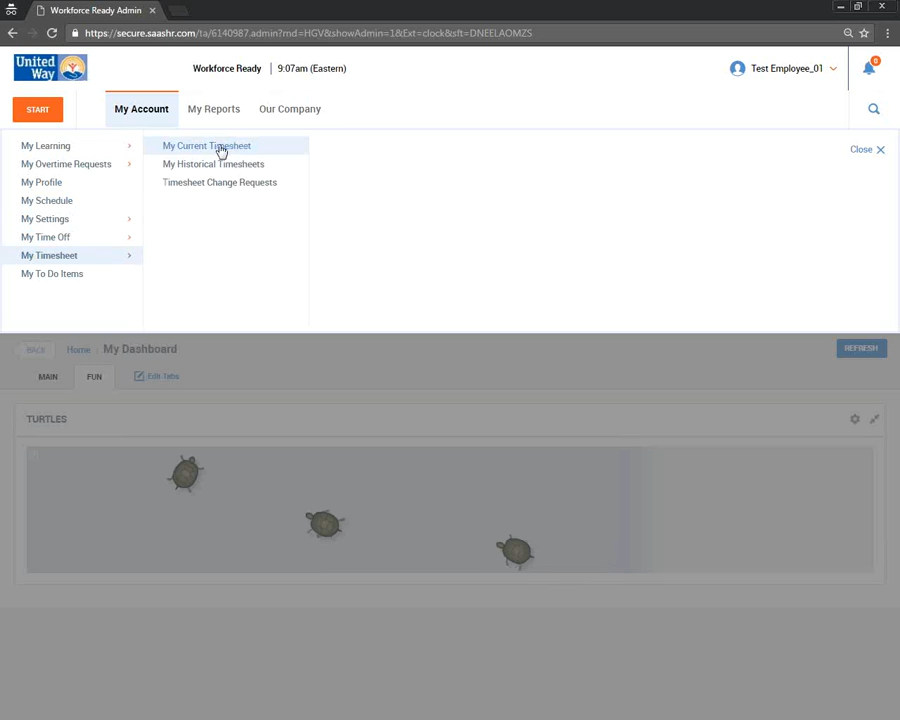 Workforce Ready Admin
https://secure.saashr.com/ta/6140987.admin?rnd=HGV&showAdmin=1&Ext=clock&sft=DNEELAOMZS
United Way
Workforce Ready
9:07am (Eastern)
Test Employee_01
0
START
My Account
My Reports
Our Company
My Learning
My Overtime Requests
My Profile
My Schedule
My Settings
My Time Off
My Timesheet
My To Do Items
My Current Timesheet
My Historical Timesheets
Timesheet Change Requests
Close
BACK
Home
My Dashboard
REFRESH
MAIN
FUN
Edit Tabs
TURTLES